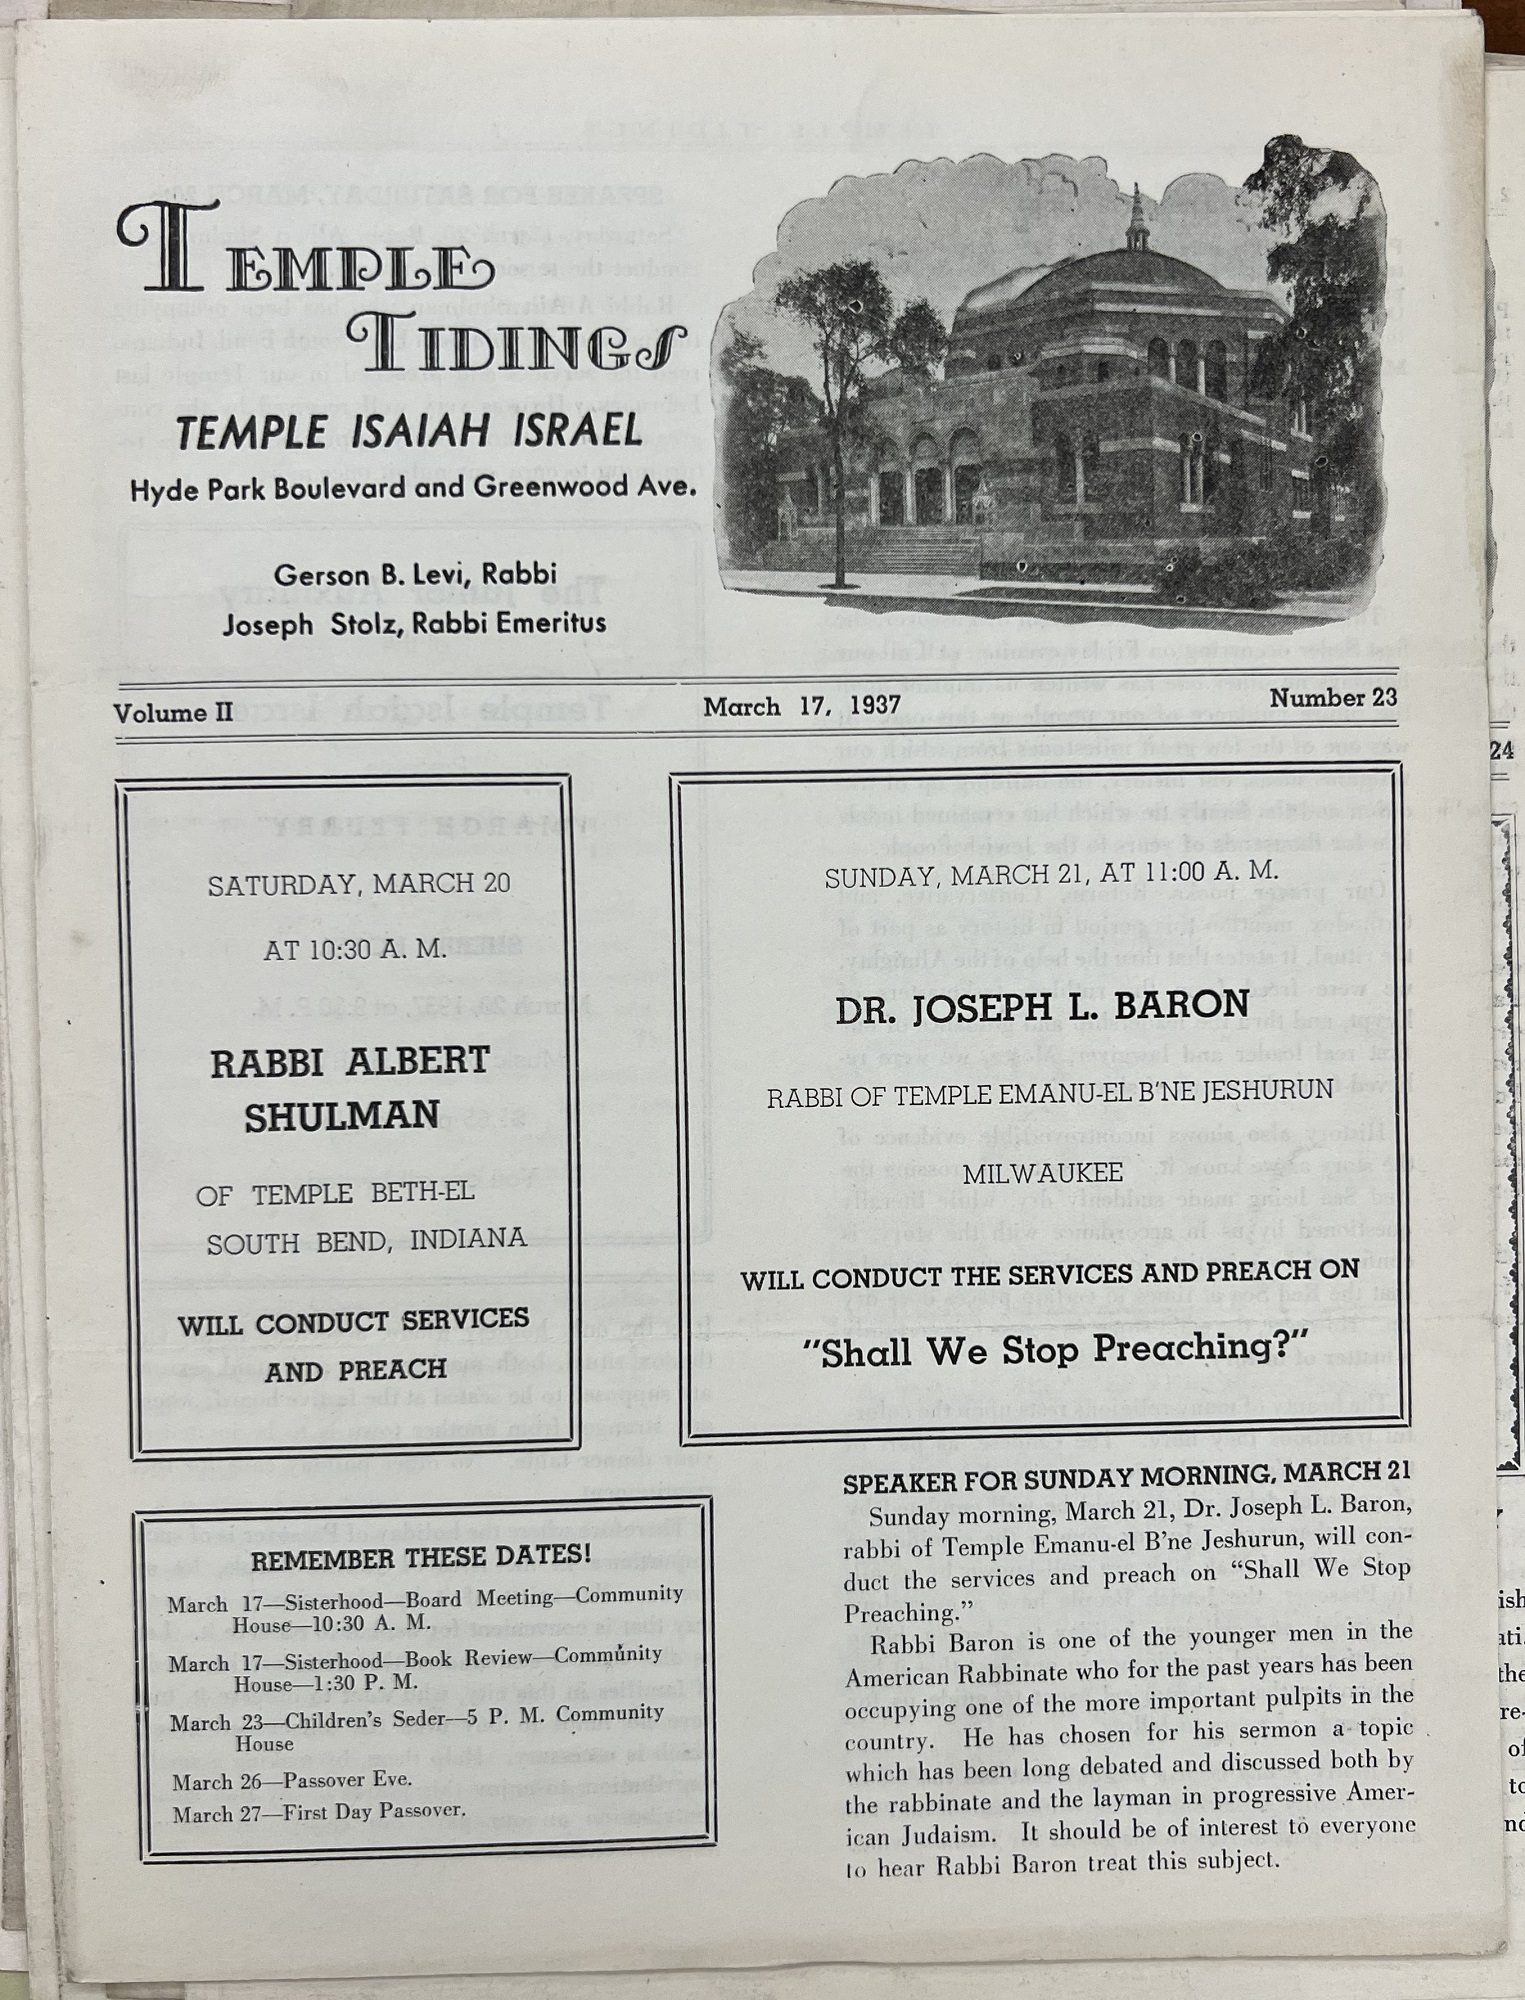 TEMPLE
TIDINGS
TEMPLE ISAIAH ISRAEL
Hyde Park Boulevard and Greenwood Ave.
Gerson B. Levi, Rabbi
Joseph Stolz, Rabbi Emeritus
Volume II March 17, 1937 Number 23
SATURDAY, MARCH 20
AT 10:30 A. M.
RABBI ALBERT
SHULMAN
OF TEMPLE BETH-EL
SOUTH BEND, INDIANA
WILL CONDUCT SERVICES
AND PREACH
SUNDAY, MARCH 21, AT 11:00 A. M.
DR. JOSEPH L. BARON
RABBI OF TEMPLE EMANU-EL B'NE JESHURUN
MILWAUKEE
WILL CONDUCT THE SERVICES AND PREACH ON
"Shall We Stop Preaching?"
REMEMBER THESE DATES!
March 17—Sisterhood—Board Meeting—Community
House—10:30 A. M.
March 17—Sisterhood—Book Review—Community
House—1:30 P. M.
March 23—Children's Seder—5 P. M. Community
House
March 26—Passover Eve.
March 27—First Day Passover.
SPEAKER FOR SUNDAY MORNING, MARCH 21
Sunday morning, March 21, Dr. Joseph L. Baron,
rabbi of Temple Emanu-el B'ne Jeshurun, will con-
duct the services and preach on "Shall We Stop
Preaching."
Rabbi Baron is one of the younger men in the
American Rabbinate who for the past years has been
occupying one of the more important pulpits in the
country. He has chosen for his sermon a topic
which has been long debated and discussed both by
the rabbinate and the layman in progressive Amer-
ican Judaism. It should be of interest to everyone
to hear Rabbi Baron treat this subject.
24
ish
ati
the
re-
of
to
nd